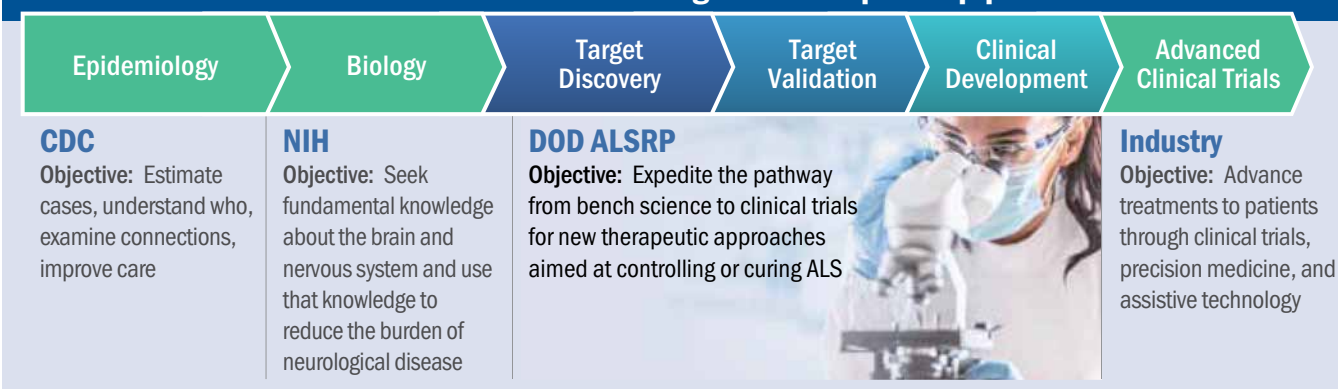 Epidemiology
Biology
Target
Discovery
Target
Validation
Clinical
Development
Advanced
Clinical Trials
CDC
Objective: Estimate
cases, understand who,
examine connections,
improve care
NIH
Objective: Seek
fundamental knowledge
about the brain and
nervous system and use
that knowledge to
reduce the burden of
neurological disease
DOD ALSRP
Objective: Expedite the pathway
from bench science to clinical trials
for new therapeutic approaches
aimed at controlling or curing ALS
Industry
Objective: Advance
treatments to patients
through clinical trials,
precision medicine, and
assistive technology